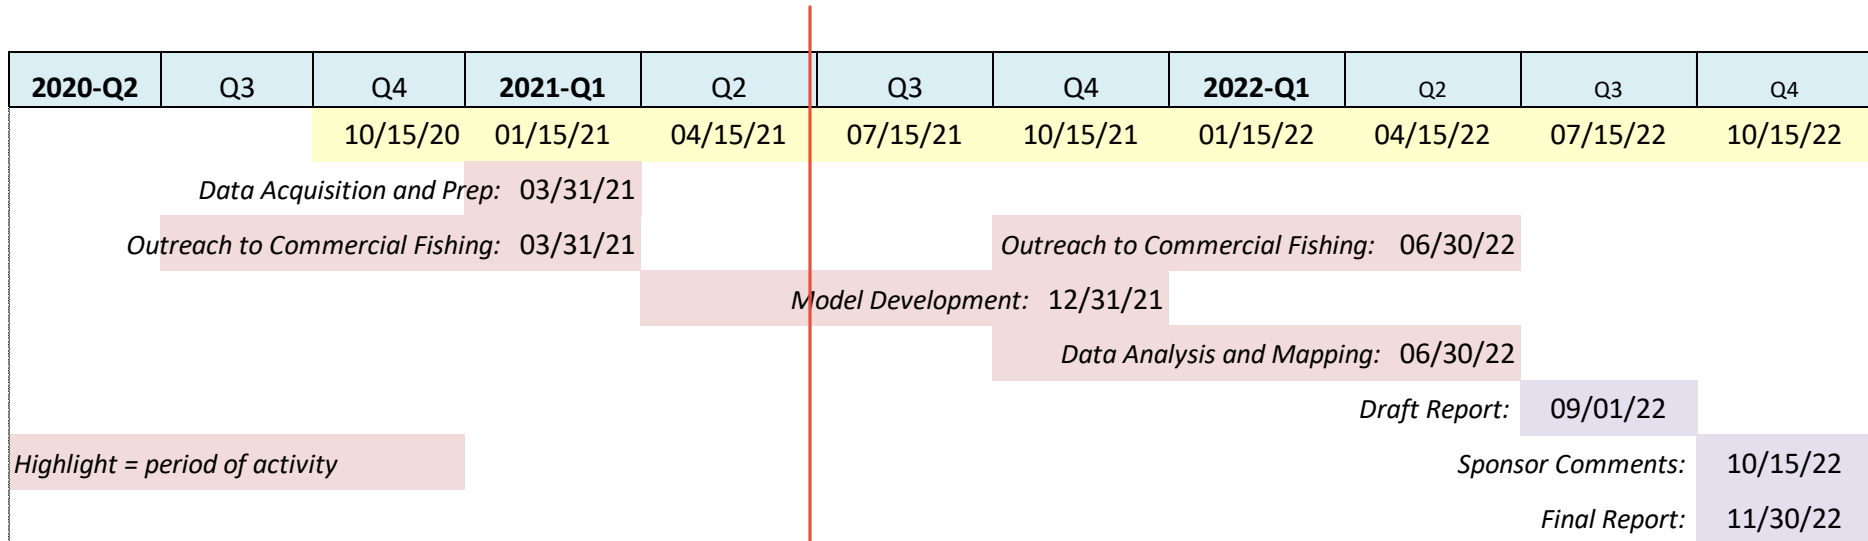 2020-Q2 Q3 Q4 2021-Q1 Q2 Q3 Q4 2022-Q1 Q2 Q3 Q4
10/15/20 01/15/21 04/15/21 07/15/21 10/15/21 01/15/22 04/15/22 07/15/22 10/15/22
Data Acquisition and Prep: 03/31/21
Outreach to Commercial Fishing: 03/31/21 Outreach to Commercial Fishing: 06/30/22
Model Development: 12/31/21
Data Analysis and Mapping: 06/30/22
Draft Report: 09/01/22
Highlight = period of activity Sponsor Comments: 10/15/22
Final Report: 11/30/22